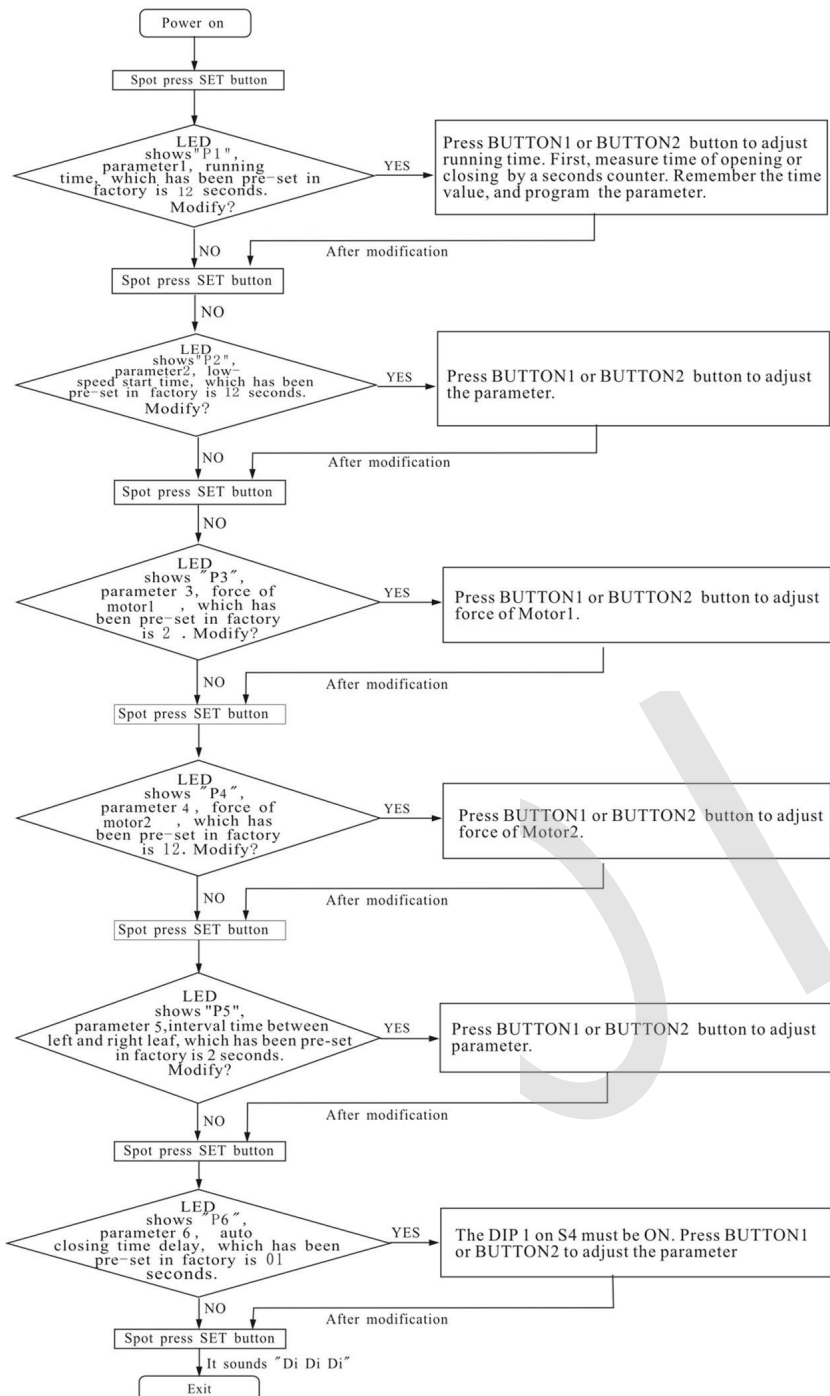 Power on
Spot press SET button
LED
shows"P1",
parameter1, running
time, which has been pre-set in
factory is 12 seconds.
Modify?
YES
Press BUTTON1 or BUTTON2 button to adjust
running time. First, measure time of opening or
closing by a seconds counter. Remember the time
value, and program the parameter.
NO
After modification
Spot press SET button
NO
LED
shows"P2",
parameter2, low-
speed start time, which has been
pre-set in factory is 12 seconds.
Modify?
YES
Press BUTTON1 or BUTTON2 button to adjust
the parameter.
NO
After modification
Spot press SET button
NO
LED
shows "P3",
parameter 3, force of
motor1 , which has
been pre-set in factory
is 2 . Modify?
YES
Press BUTTON1 or BUTTON2 button to adjust
force of Motor1.
NO
After modification
Spot press SET button
LED
shows "P4",
parameter 4, force of
motor2 , which has
been pre-set in factory
is 12. Modify?
YES
Press BUTTON1 or BUTTON2 button to adjust
force of Motor2.
NO
After modification
Spot press SET button
LED
shows "P5",
parameter 5,interval time between
left and right leaf, which has been pre-set
in factory is 2 seconds.
Modify?
YES
Press BUTTON1 or BUTTON2 button to adjust
parameter.
NO
After modification
Spot press SET button
LED
shows "P6",
parameter 6, auto
closing time delay, which has been
pre-set in factory is 01
seconds.
YES
The DIP 1 on S4 must be ON. Press BUTTON1
or BUTTON2 to adjust the parameter
NO
After modification
Spot press SET button
It sounds "Di Di Di"
Exit